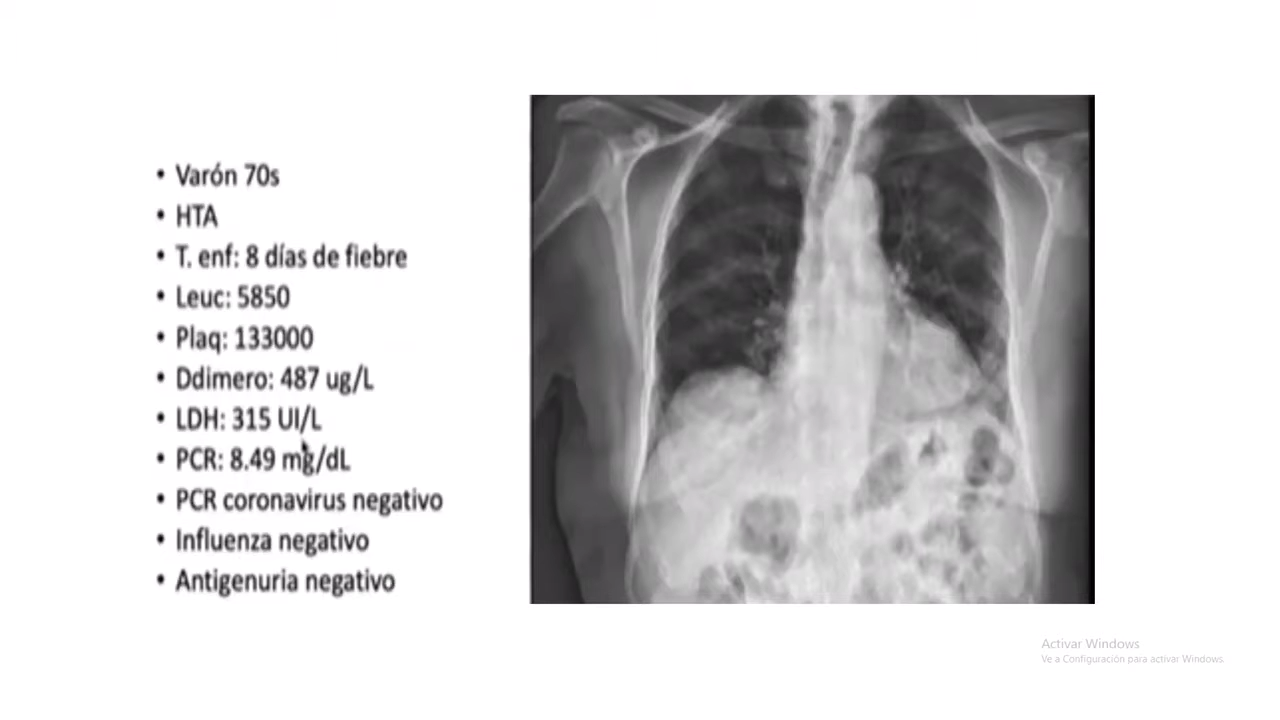 • Varón 70s
• HTA
• T. enf: 8 días de fiebre
• Leuc: 5850
• Plaq: 133000
• Ddimero: 487 ug/L
• LDH: 315 UI/L
• PCR: 8.49 mg/dL
• PCR coronavirus negativo
• Influenza negativo
• Antigenuria negativo
Activar Windows
Ve a Configuración para activar Windows.